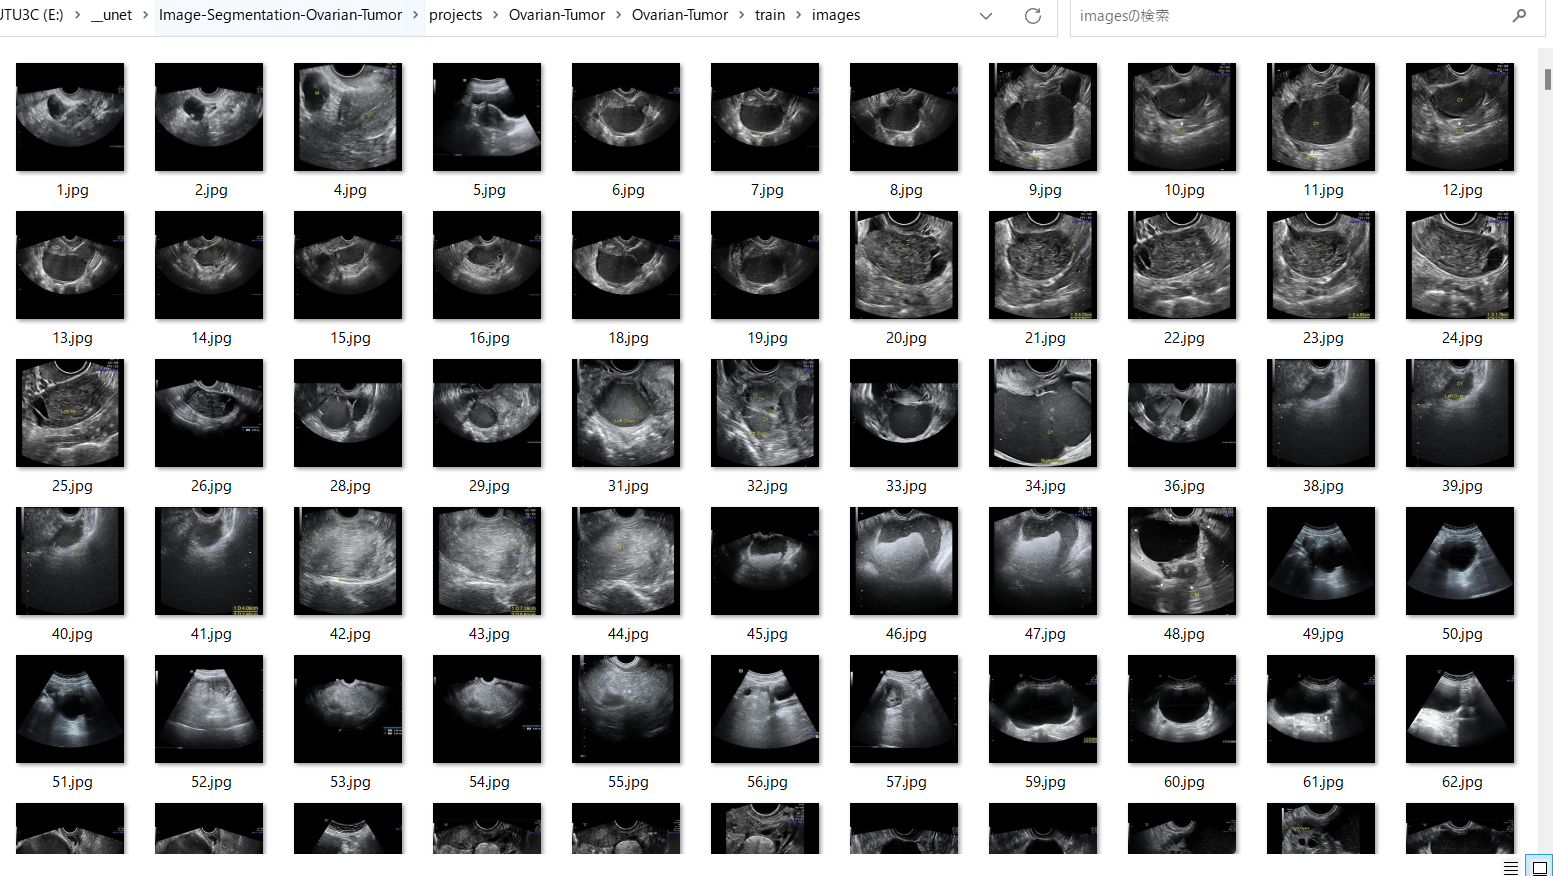 UTU3C (E:) > __unet > Image-Segmentation-Ovarian-Tumor > projects > Ovarian-Tumor > Ovarian-Tumor > train > images
imagesの検索
1.jpg 2.jpg 4.jpg 5.jpg 6.jpg 7.jpg 8.jpg 9.jpg 10.jpg 11.jpg 12.jpg
13.jpg 14.jpg 15.jpg 16.jpg 18.jpg 19.jpg 20.jpg 21.jpg 22.jpg 23.jpg 24.jpg
25.jpg 26.jpg 28.jpg 29.jpg 31.jpg 32.jpg 33.jpg 34.jpg 36.jpg 38.jpg 39.jpg
40.jpg 41.jpg 42.jpg 43.jpg 44.jpg 45.jpg 46.jpg 47.jpg 48.jpg 49.jpg 50.jpg
51.jpg 52.jpg 53.jpg 54.jpg 55.jpg 56.jpg 57.jpg 59.jpg 60.jpg 61.jpg 62.jpg